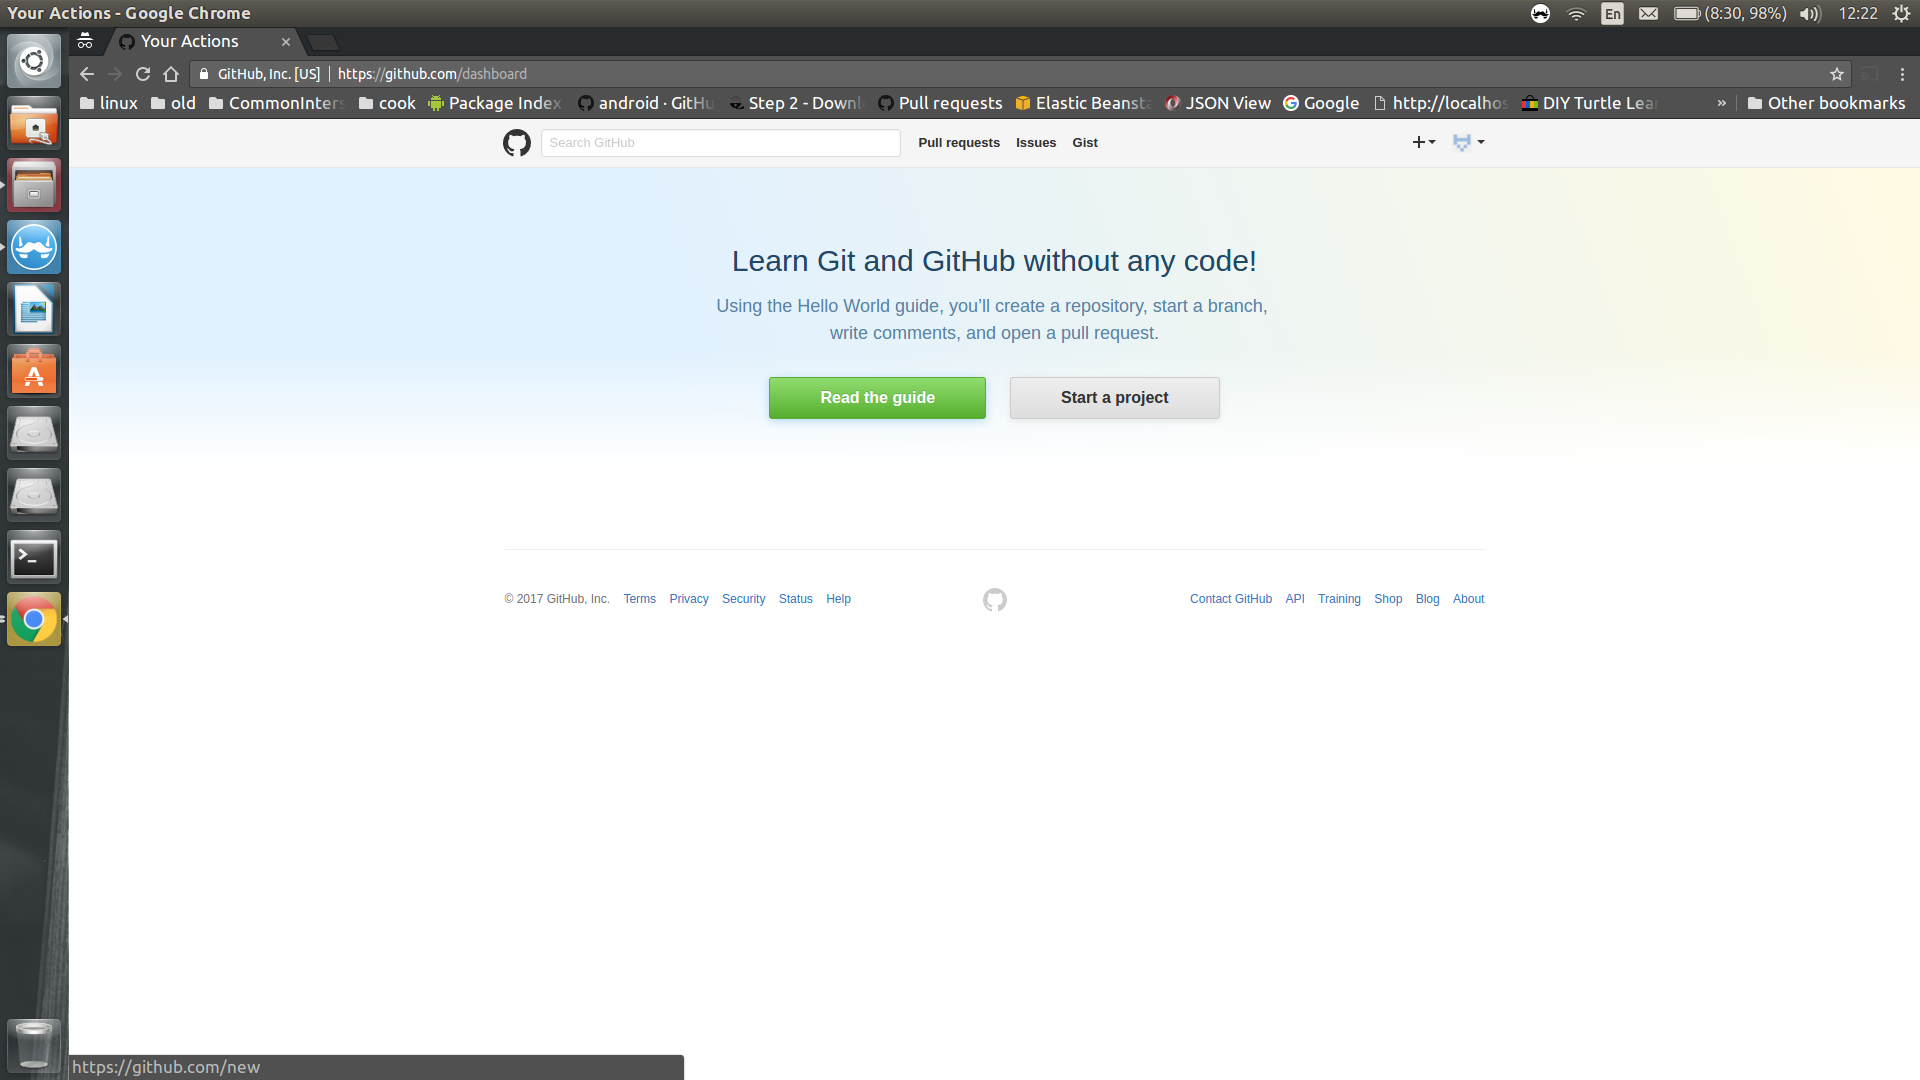 Your Actions - Google Chrome
En
(8:30, 98%)
12:22
Your Actions
GitHub, Inc. [US]
https://github.com/dashboard
linux
old
CommonInters
cook
Package Index
android · GitHu
Step 2 - Downl
Pull requests
Elastic Beansta
JSON View
Google
http://localhos
DIY Turtle Lear
»
Other bookmarks
Search GitHub
Pull requests
Issues
Gist
Learn Git and GitHub without any code!
Using the Hello World guide, you’ll create a repository, start a branch,
write comments, and open a pull request.
Read the guide
Start a project
© 2017 GitHub, Inc.
Terms
Privacy
Security
Status
Help
Contact GitHub
API
Training
Shop
Blog
About
https://github.com/new